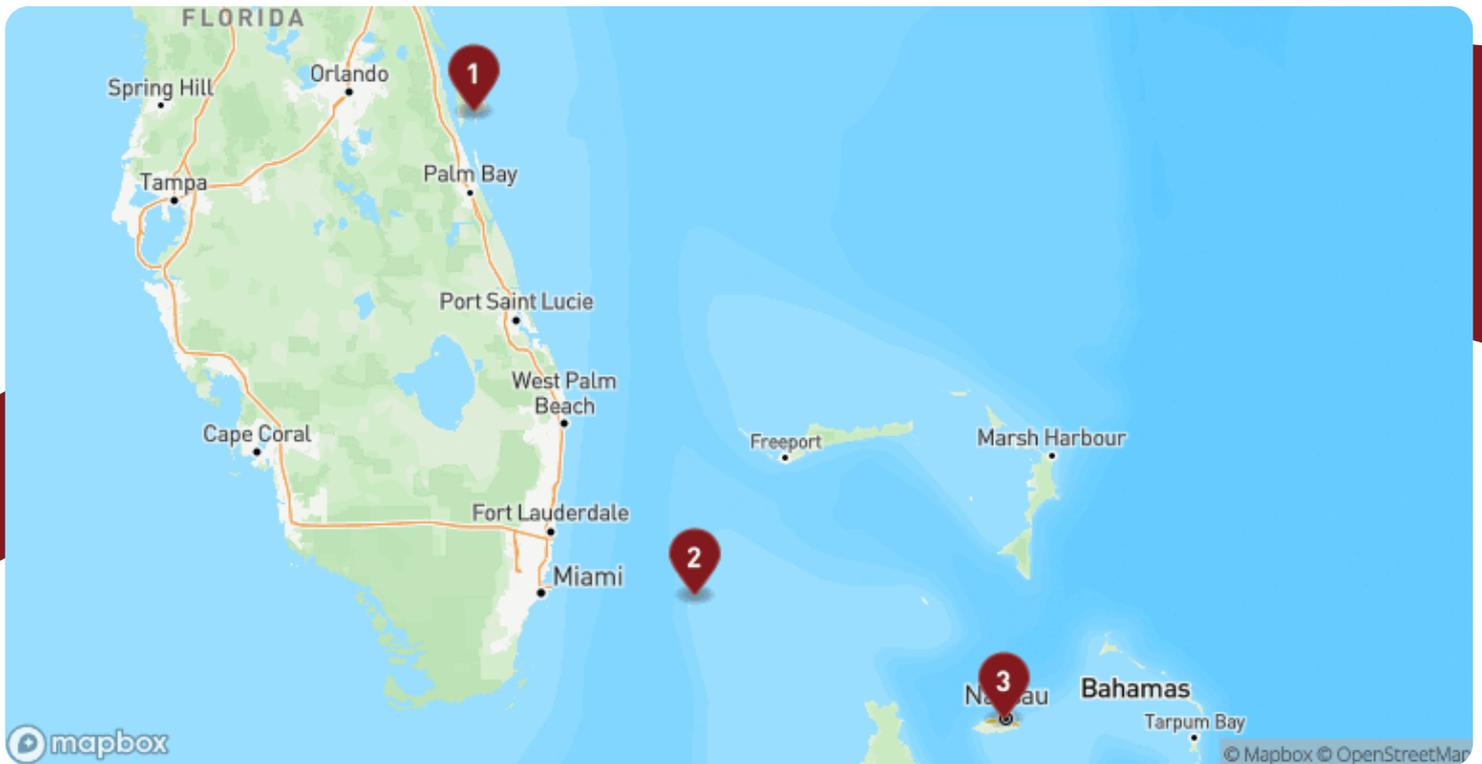 FLORIDA
1
Orlando
Spring Hill
Palm Bay
Tampa
Port Saint Lucie
West Palm
Beach
Cape Coral
Freeport
Marsh Harbour
Fort Lauderdale
2
Miami
3
Bahamas
Tarpum Bay
mapbox
© Mapbox © OpenStreetMap